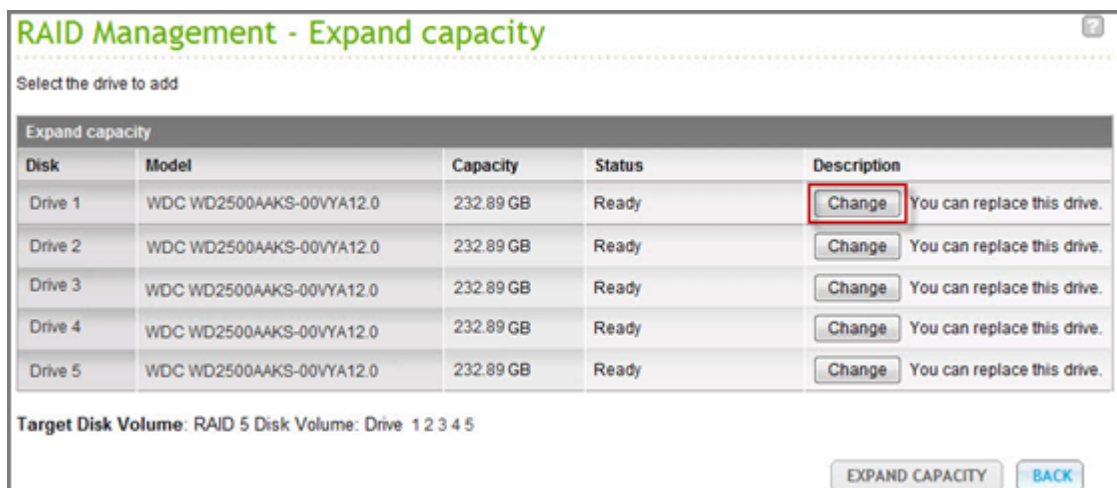 RAID Management - Expand capacity
?
Select the drive to add
Expand capacity
Disk Model Capacity Status Description
Drive 1 WDC WD2500AAKS-00VYA12.0 232.89 GB Ready Change You can replace this drive.
Drive 2 WDC WD2500AAKS-00VYA12.0 232.89 GB Ready Change You can replace this drive.
Drive 3 WDC WD2500AAKS-00VYA12.0 232.89 GB Ready Change You can replace this drive.
Drive 4 WDC WD2500AAKS-00VYA12.0 232.89 GB Ready Change You can replace this drive.
Drive 5 WDC WD2500AAKS-00VYA12.0 232.89 GB Ready Change You can replace this drive.
Target Disk Volume: RAID 5 Disk Volume: Drive 1 2 3 4 5
EXPAND CAPACITY BACK